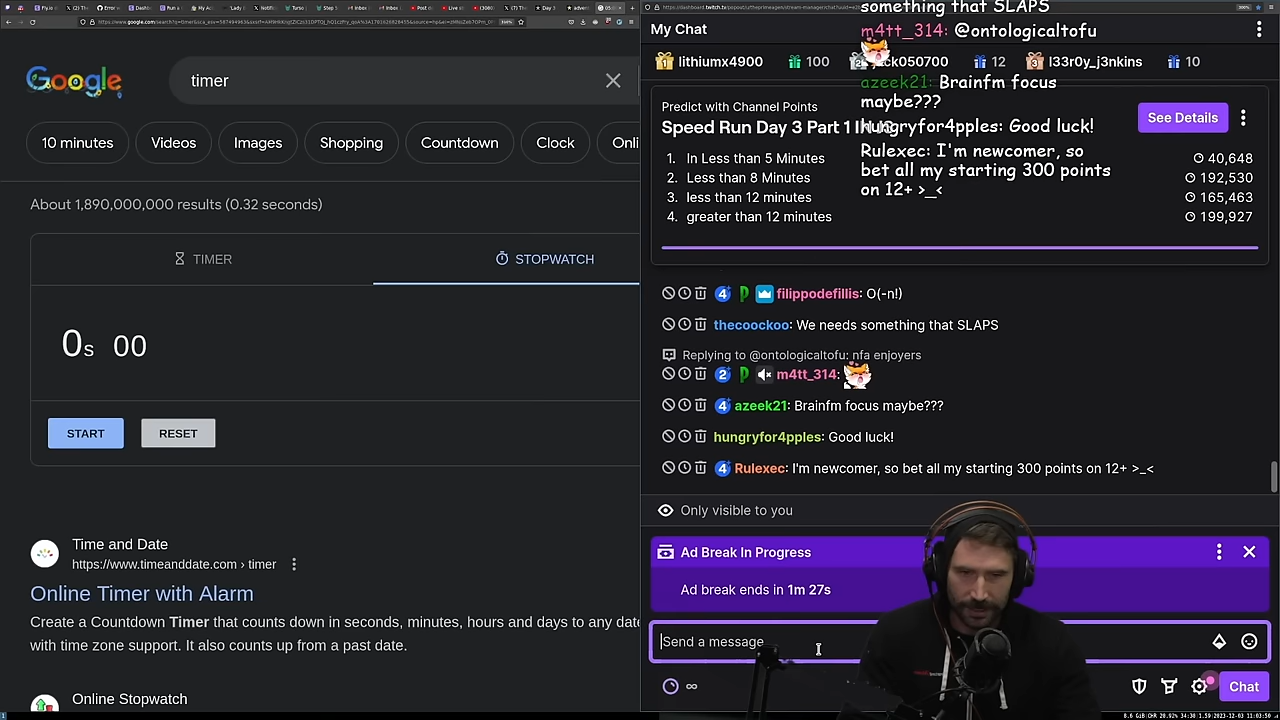 Google
timer
10 minutes
Videos
Images
Shopping
Countdown
Clock
Onli
About 1,890,000,000 results (0.32 seconds)
TIMER
STOPWATCH
0s 00
START
RESET
Time and Date
https://www.timeanddate.com › timer
Online Timer with Alarm
Create a Countdown Timer that counts down in seconds, minutes, hours and days to any date
with time zone support. It also counts up from a past date.
Online Stopwatch
My Chat
lithiumx4900
100
ck050700
12
l33r0y_j3nkins
10
something that SLAPS
m4tt_314: @ontologicaltofu
azeek21: Brainfm focus
maybe???
hungryfor4pples: Good luck!
Rulexec: I'm newcomer, so
bet all my starting 300 points
on 12+ >_<
Predict with Channel Points
Speed Run Day 3 Part 1
See Details
1. In Less than 5 Minutes
40,648
2. Less than 8 Minutes
192,530
3. less than 12 minutes
165,463
4. greater than 12 minutes
199,927
4 filippodefillis: O(-n!)
thecoockoo: We needs something that SLAPS
Replying to @ontologicaltofu: nfa enjoyers
2 m4tt_314:
4 azeek21: Brainfm focus maybe???
hungryfor4pples: Good luck!
4 Rulexec: I'm newcomer, so bet all my starting 300 points on 12+ >_<
Only visible to you
Ad Break In Progress
Ad break ends in 1m 27s
Send a message
∞
Chat